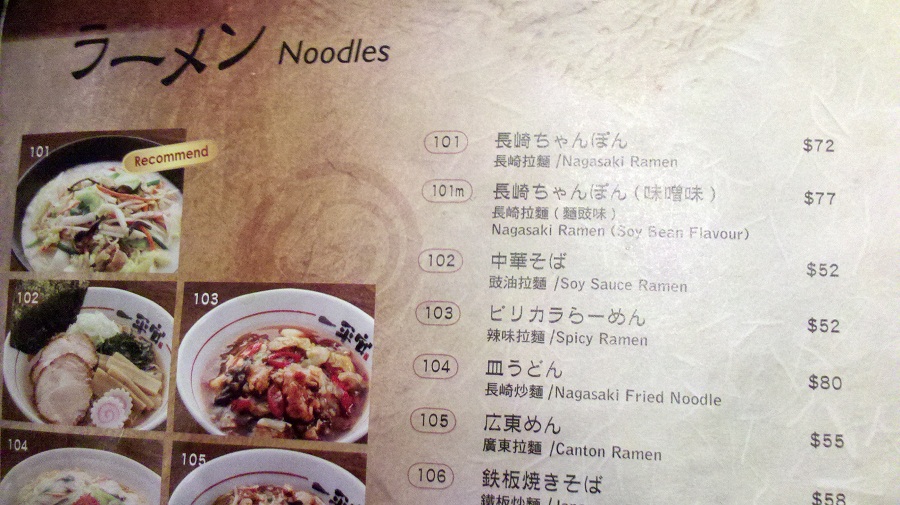 ラーメン Noodles
101
Recommend
102
103
104
105
101 長崎ちゃんぽん $72
長崎拉麵 /Nagasaki Ramen
101m 長崎ちゃんぽん ( 味噌味 ) $77
長崎拉麵 ( 麵豉味 )
Nagasaki Ramen (Soy Bean Flavour)
102 中華そば $52
豉油拉麵 /Soy Sauce Ramen
103 ピリカラらーめん $52
辣味拉麵 /Spicy Ramen
104 皿うどん $80
長崎炒麵 /Nagasaki Fried Noodle
105 広東めん $55
廣東拉麵 /Canton Ramen
106 鉄板焼きそば $58
鐵板炒麵